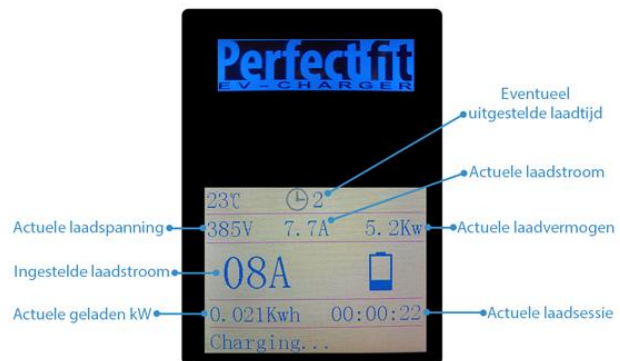 Perfectfit
EV-CHARGER
Eventueel
uitgestelde laadtijd
23℃ 2
Actuele laadstroom
Actuele laadspanning
385V 7.7A 5.2Kw
Actuele laadvermogen
Ingestelde laadstroom
08A
Actuele geladen kW
0.021Kwh 00:00:22
Actuele laadsessie
Charging...